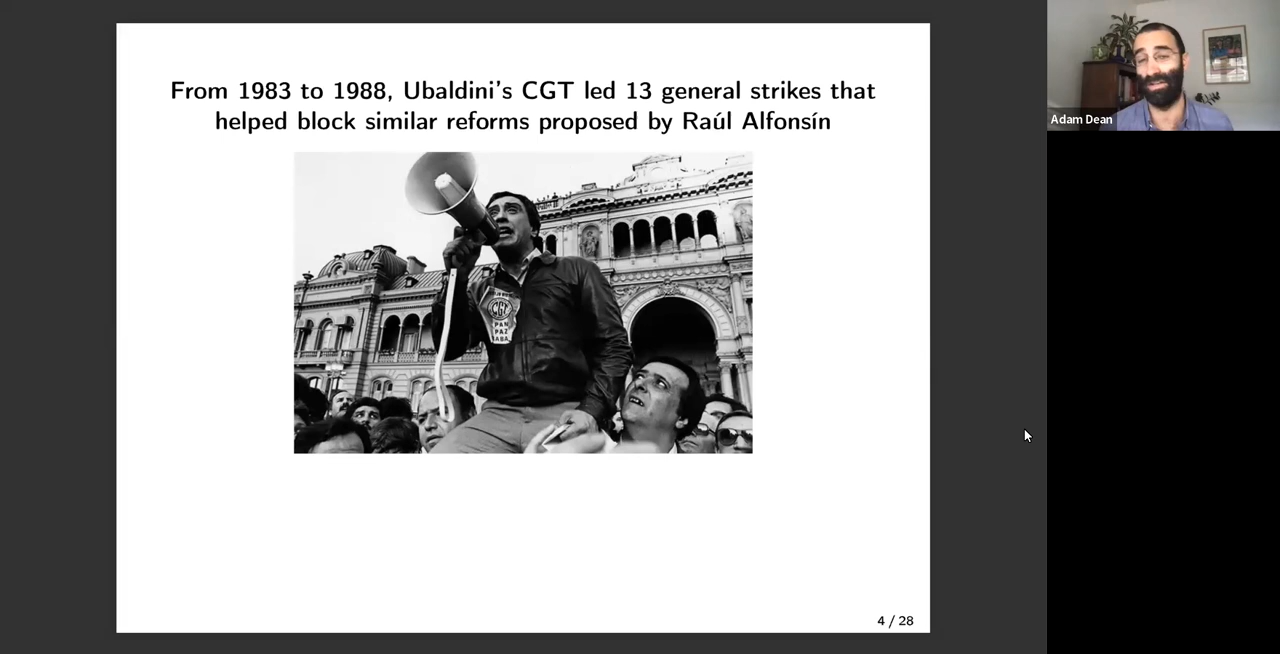 From 1983 to 1988, Ubaldini's CGT led 13 general strikes that
helped block similar reforms proposed by Raúl Alfonsín
CGT
PAN
PAZ
4 / 28
Adam Dean